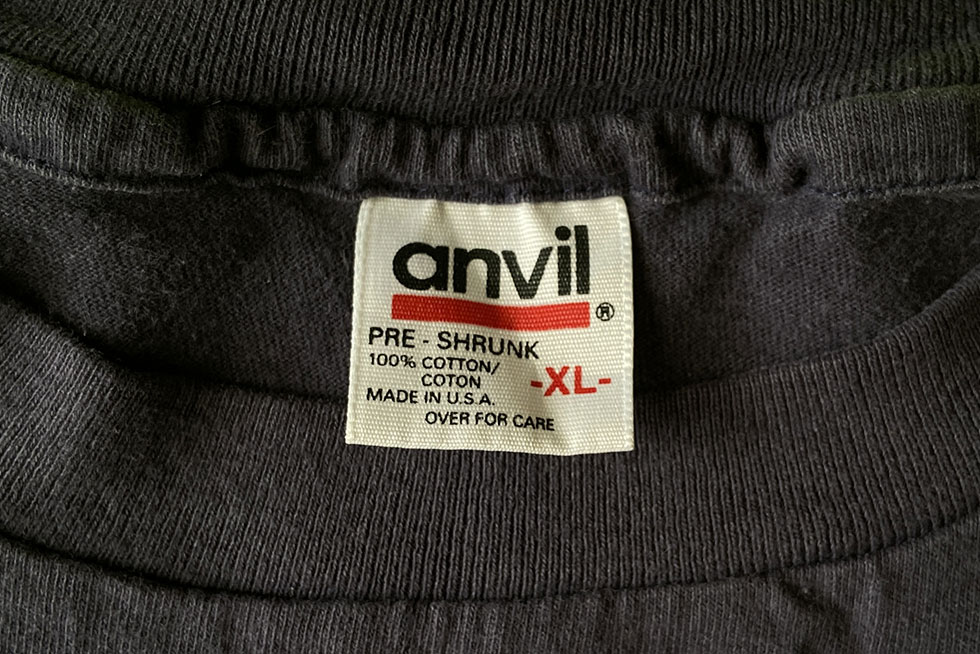 anvil®
PRE - SHRUNK
100% COTTON/
COTON
-XL-
MADE IN U.S.A.
OVER FOR CARE